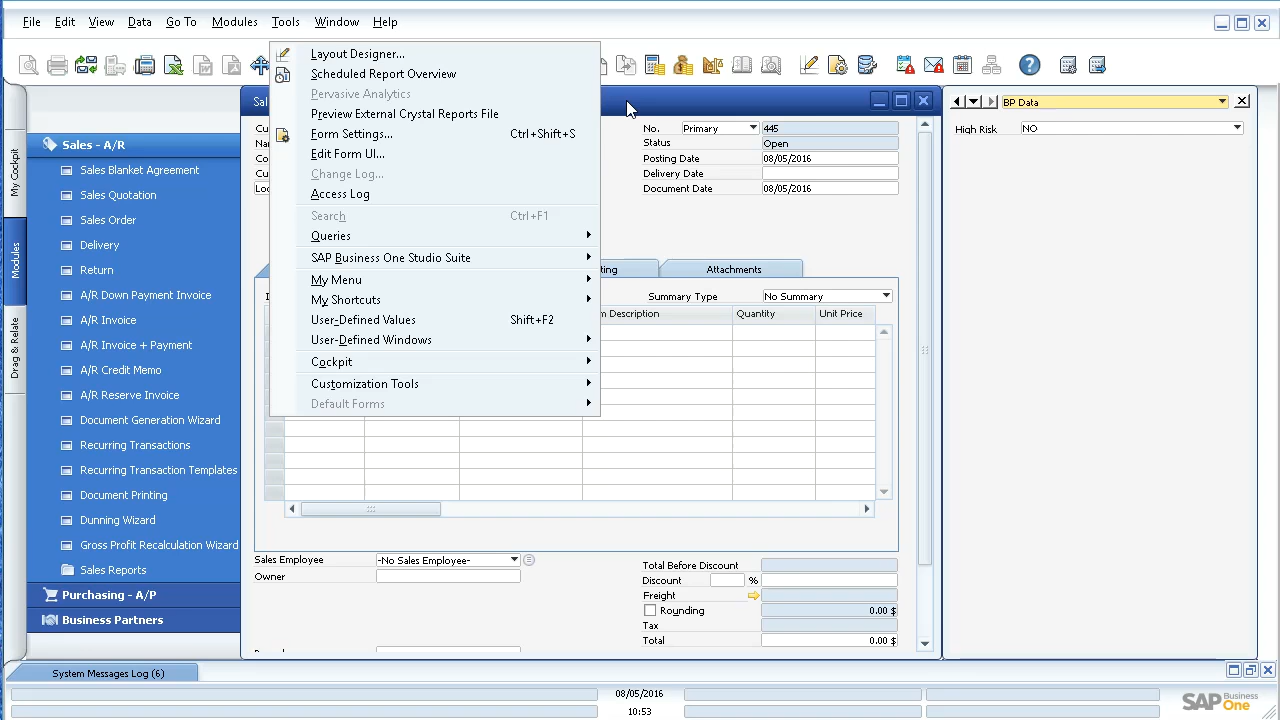 File Edit View Data Go To Modules Tools Window Help
Layout Designer...
Scheduled Report Overview
Pervasive Analytics
Preview External Crystal Reports File
Form Settings... Ctrl+Shift+S
Edit Form UI...
Change Log...
Access Log
Search Ctrl+F1
Queries
SAP Business One Studio Suite
My Menu
My Shortcuts
User-Defined Values Shift+F2
User-Defined Windows
Cockpit
Customization Tools
Default Forms
My Cockpit
Modules
Drag & Relate
Sales - A/R
Sales Blanket Agreement
Sales Quotation
Sales Order
Delivery
Return
A/R Down Payment Invoice
A/R Invoice
A/R Invoice + Payment
A/R Credit Memo
A/R Reserve Invoice
Document Generation Wizard
Recurring Transactions
Recurring Transaction Templates
Document Printing
Dunning Wizard
Gross Profit Recalculation Wizard
Sales Reports
Purchasing - A/P
Business Partners
Sal
Cu
Nar
Co
Cu
Loc
No. Primary 445
Status Open
Posting Date 08/05/2016
Delivery Date
Document Date 08/05/2016
ting Attachments
Summary Type No Summary
m Description Quantity Unit Price
Sales Employee -No Sales Employee-
Owner
Total Before Discount
Discount %
Freight
Rounding 0.00 $
Tax
Total 0.00 $
BP Data
High Risk NO
System Messages Log (6)
08/05/2016
10:53
SAP Business One